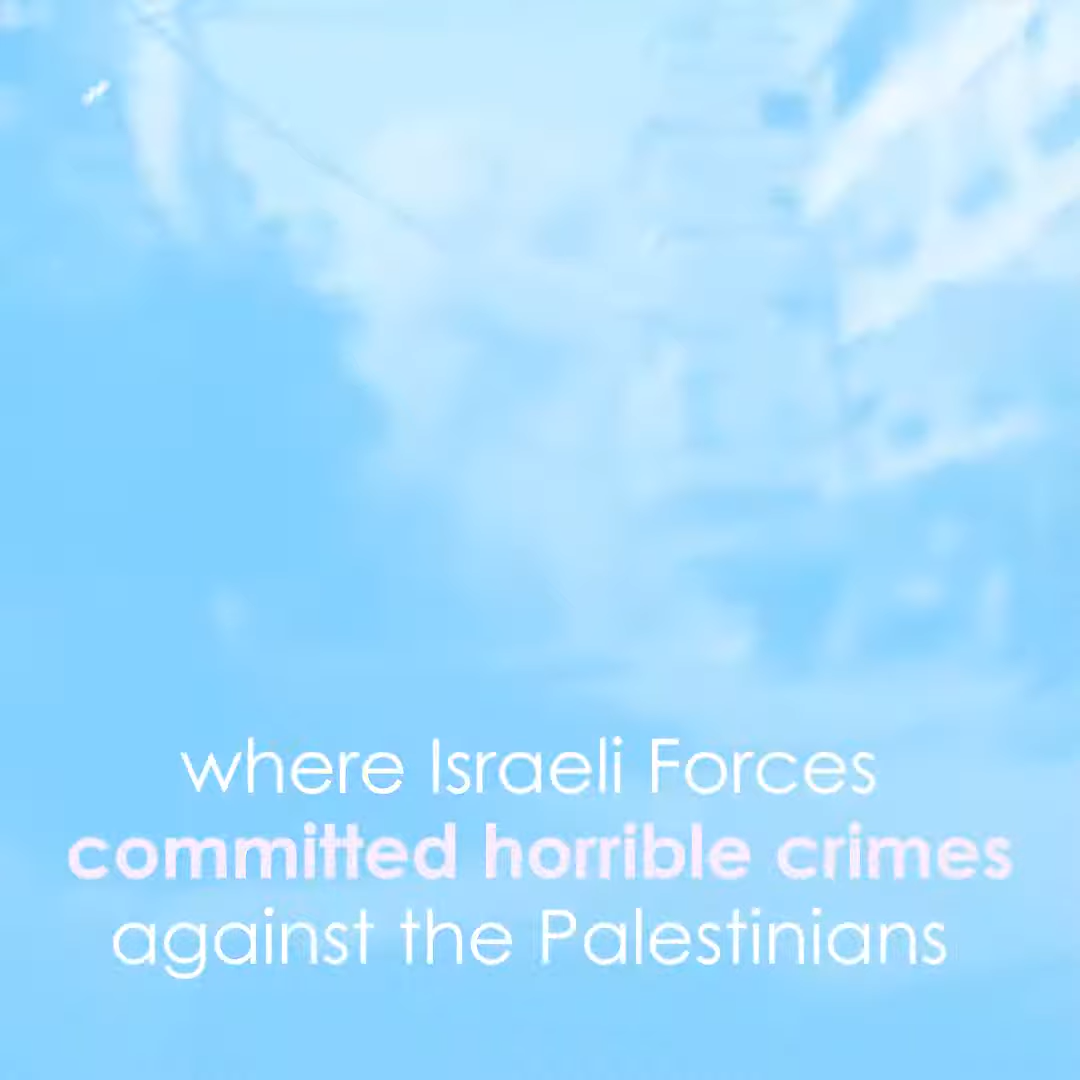 where Israeli Forces
committed horrible crimes
against the Palestinians